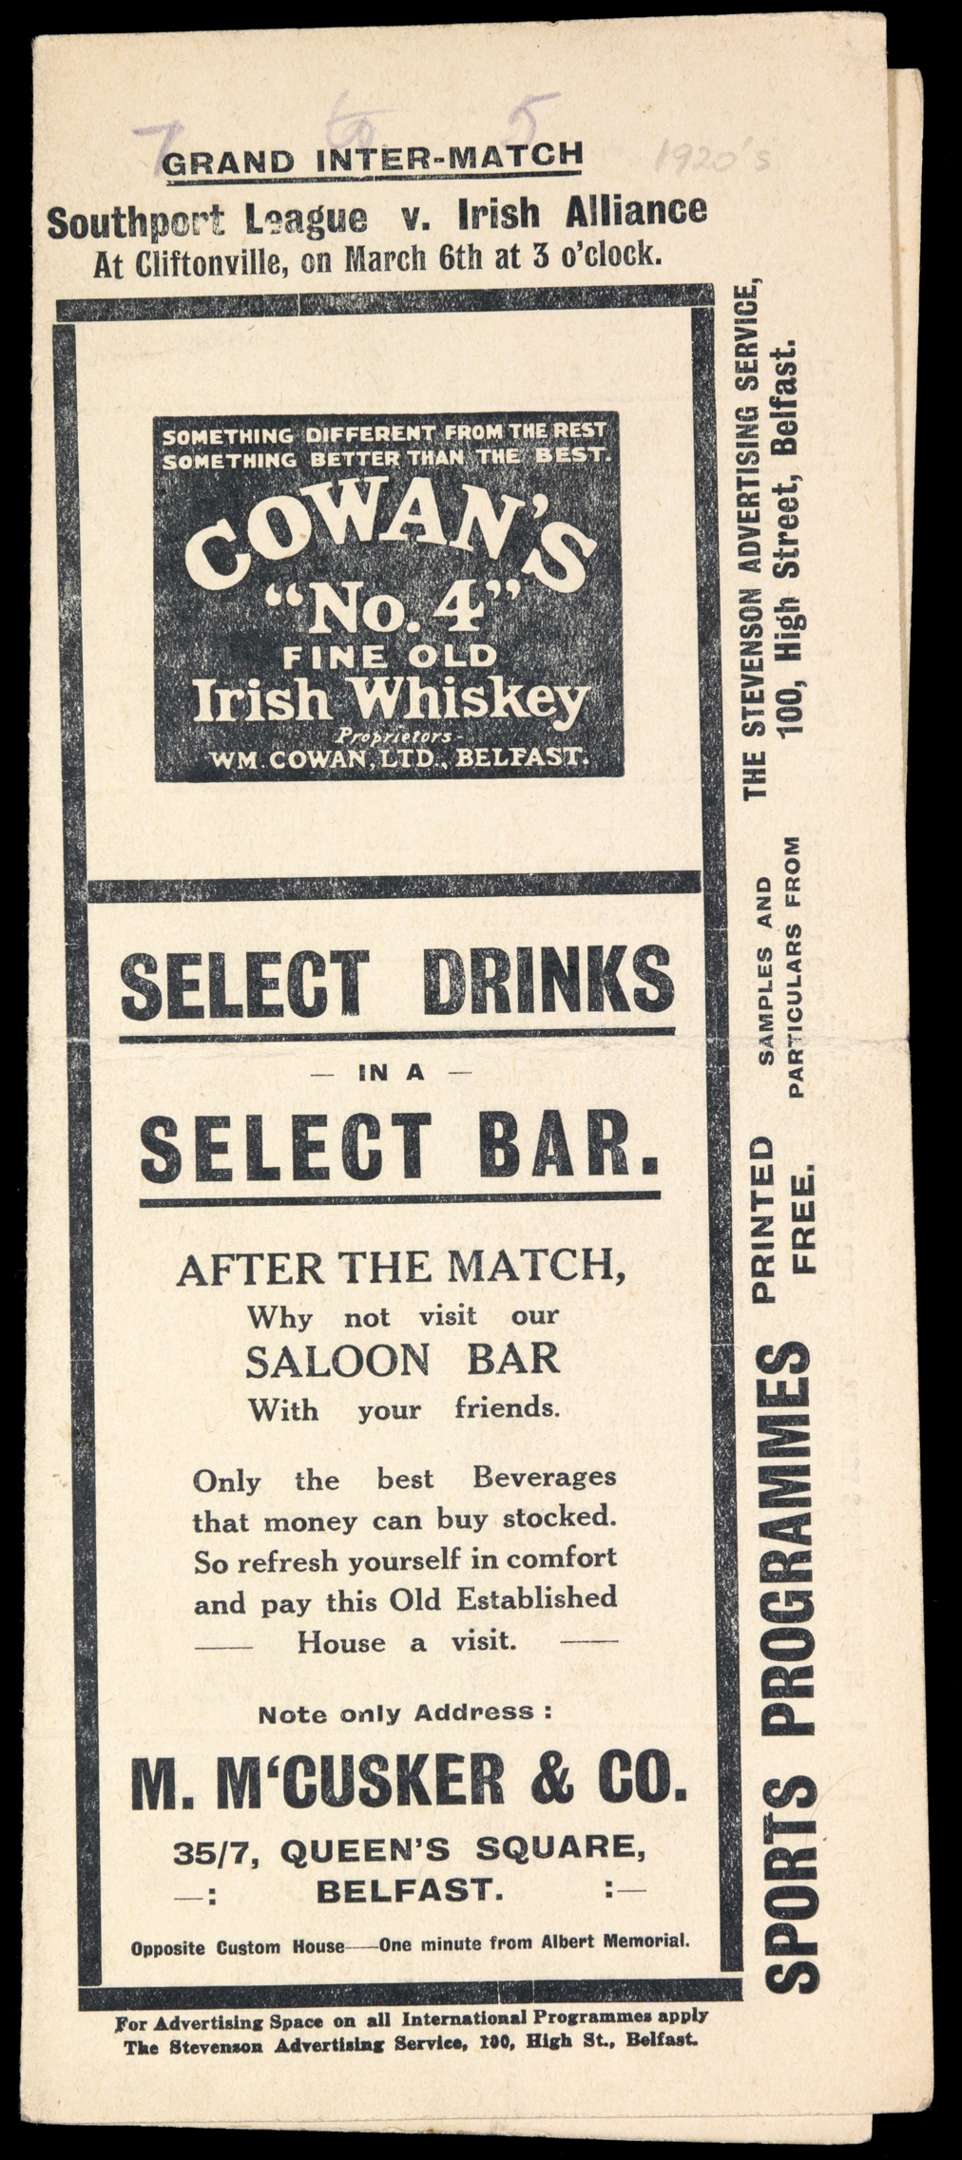 7 to 5
1920's
GRAND INTER-MATCH
Southport League v. Irish Alliance
At Cliftonville, on March 6th at 3 o'clock.
SOMETHING DIFFERENT FROM THE REST
SOMETHING BETTER THAN THE BEST.
COWAN'S
"No. 4"
FINE OLD
Irish Whiskey
Proprietors
WM. COWAN, LTD., BELFAST.
SELECT DRINKS
— IN A —
SELECT BAR.
AFTER THE MATCH,
Why not visit our
SALOON BAR
With your friends.
Only the best Beverages
that money can buy stocked.
So refresh yourself in comfort
and pay this Old Established
—— House a visit. ——
Note only Address :
M. M'CUSKER & CO.
35/7, QUEEN'S SQUARE,
—: BELFAST. :—
Opposite Custom House——One minute from Albert Memorial.
For Advertising Space on all International Programmes apply
The Stevenson Advertising Service, 100, High St., Belfast.
SPORTS PROGRAMMES PRINTED FREE.
SAMPLES AND
PARTICULARS FROM
THE STEVENSON ADVERTISING SERVICE,
100, High Street, Belfast.